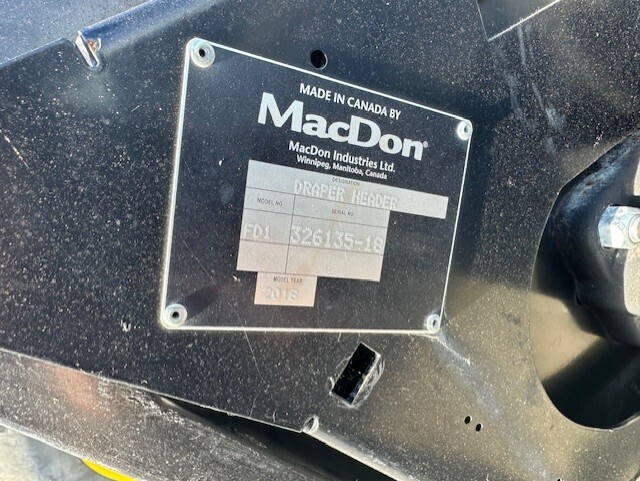 MADE IN CANADA BY
MacDon®
MacDon Industries Ltd.
Winnipeg, Manitoba, Canada
DESIGNATION
DRAPER HEADER
MODEL NO. SERIAL NO.
FD1 326135-18
MODEL YEAR
2018